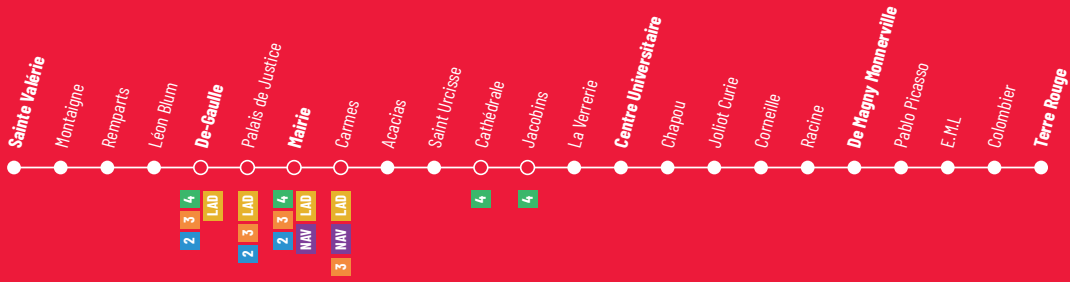 Sainte Valérie
Montaigne
Remparts
Léon Blum
De-Gaulle
Palais de Justice
Mairie
Carmes
Acacias
Saint Urcisse
Cathédrale
Jacobins
La Verrerie
Centre Universitaire
Chapou
Joliot Curie
Corneille
Racine
De Magny Monnerville
Pablo Picasso
E.M.L
Colombier
Terre Rouge
2 3 4
LAD
2 3 LAD
2 3 4
NAV LAD
3 NAV LAD
4
4